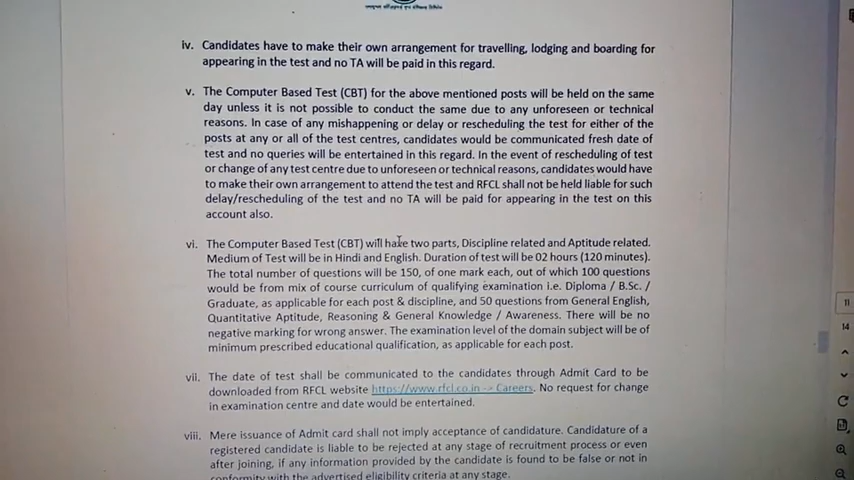 iv. Candidates have to make their own arrangement for travelling, lodging and boarding for
appearing in the test and no TA will be paid in this regard.
v. The Computer Based Test (CBT) for the above mentioned posts will be held on the same
day unless it is not possible to conduct the same due to any unforeseen or technical
reasons. In case of any mishappening or delay or rescheduling the test for either of the
posts at any or all of the test centres, candidates would be communicated fresh date of
test and no queries will be entertained in this regard. In the event of rescheduling of test
or change of any test centre due to unforeseen or technical reasons, candidates would have
to make their own arrangement to attend the test and RFCL shall not be held liable for such
delay/rescheduling of the test and no TA will be paid for appearing in the test on this
account also.
vi. The Computer Based Test (CBT) will have two parts, Discipline related and Aptitude related.
Medium of Test will be in Hindi and English. Duration of test will be 02 hours (120 minutes).
The total number of questions will be 150, of one mark each, out of which 100 questions
would be from mix of course curriculum of qualifying examination i.e. Diploma / B.Sc. /
Graduate, as applicable for each post & discipline, and 50 questions from General English,
Quantitative Aptitude, Reasoning & General Knowledge / Awareness. There will be no
negative marking for wrong answer. The examination level of the domain subject will be of
minimum prescribed educational qualification, as applicable for each post.
vii. The date of test shall be communicated to the candidates through Admit Card to be
downloaded from RFCL website https://www.rfcl.co.in --> Careers. No request for change
in examination centre and date would be entertained.
viii. Mere issuance of Admit card shall not imply acceptance of candidature. Candidature of a
registered candidate is liable to be rejected at any stage of recruitment process or even
after joining, if any information provided by the candidate is found to be false or not in
conformity with the advertised eligibility criteria at any stage.
11
14